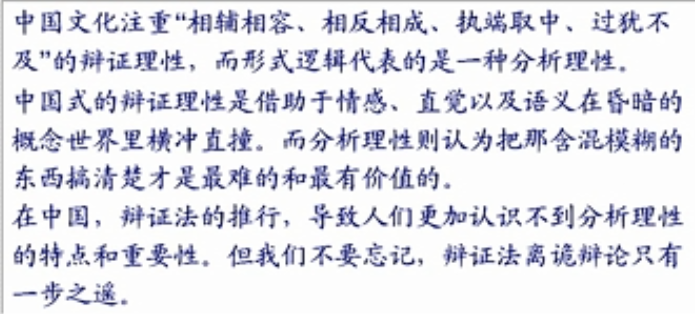 中国文化注重“相辅相容、相反相成、执端取中、过犹不
及”的辩证理性，而形式逻辑代表的是一种分析理性。
中国式的辩证理性是借助于情感、直觉以及语义在昏暗的
概念世界里横冲直撞。而分析理性则认为把那含混模糊的
东西搞清楚才是最难的和最有价值的。
在中国，辩证法的推行，导致人们更加认识不到分析理性
的特点和重要性。但我们不要忘记，辩证法离诡辩论只有
一步之遥。